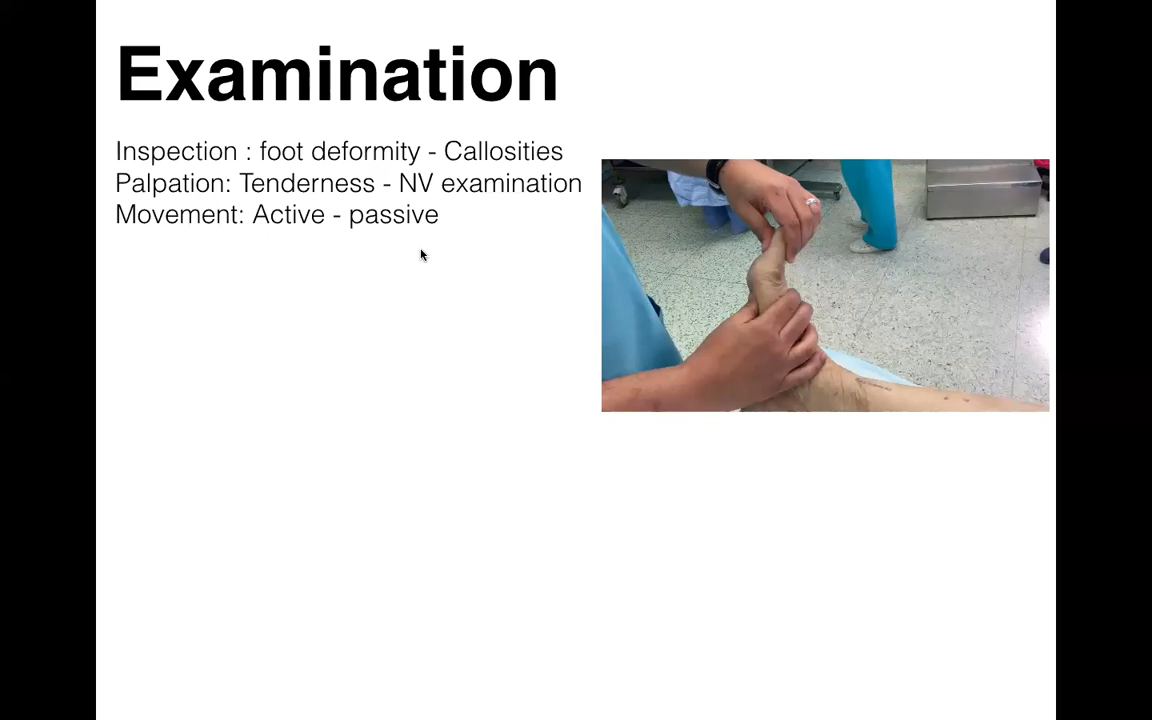 Examination
Inspection : foot deformity - Callosities
Palpation: Tenderness - NV examination
Movement: Active - passive